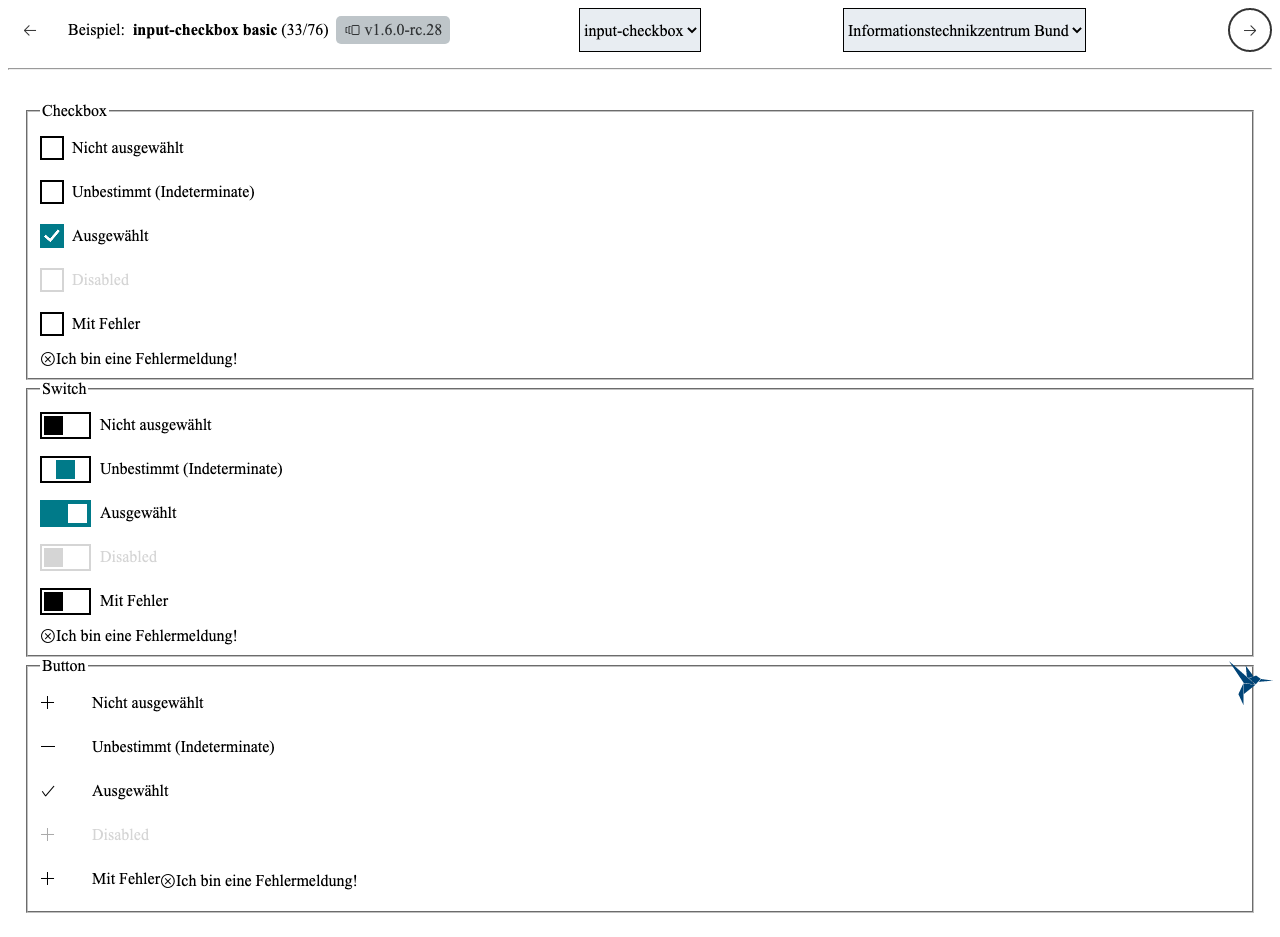 Beispiel: input-checkbox basic (33/76) v1.6.0-rc.28 input-checkbox Informationstechnikzentrum Bund
Checkbox
Nicht ausgewählt
Unbestimmt (Indeterminate)
Ausgewählt
Disabled
Mit Fehler
Ich bin eine Fehlermeldung!
Switch
Nicht ausgewählt
Unbestimmt (Indeterminate)
Ausgewählt
Disabled
Mit Fehler
Ich bin eine Fehlermeldung!
Button
Nicht ausgewählt
Unbestimmt (Indeterminate)
Ausgewählt
Disabled
Mit Fehler Ich bin eine Fehlermeldung!